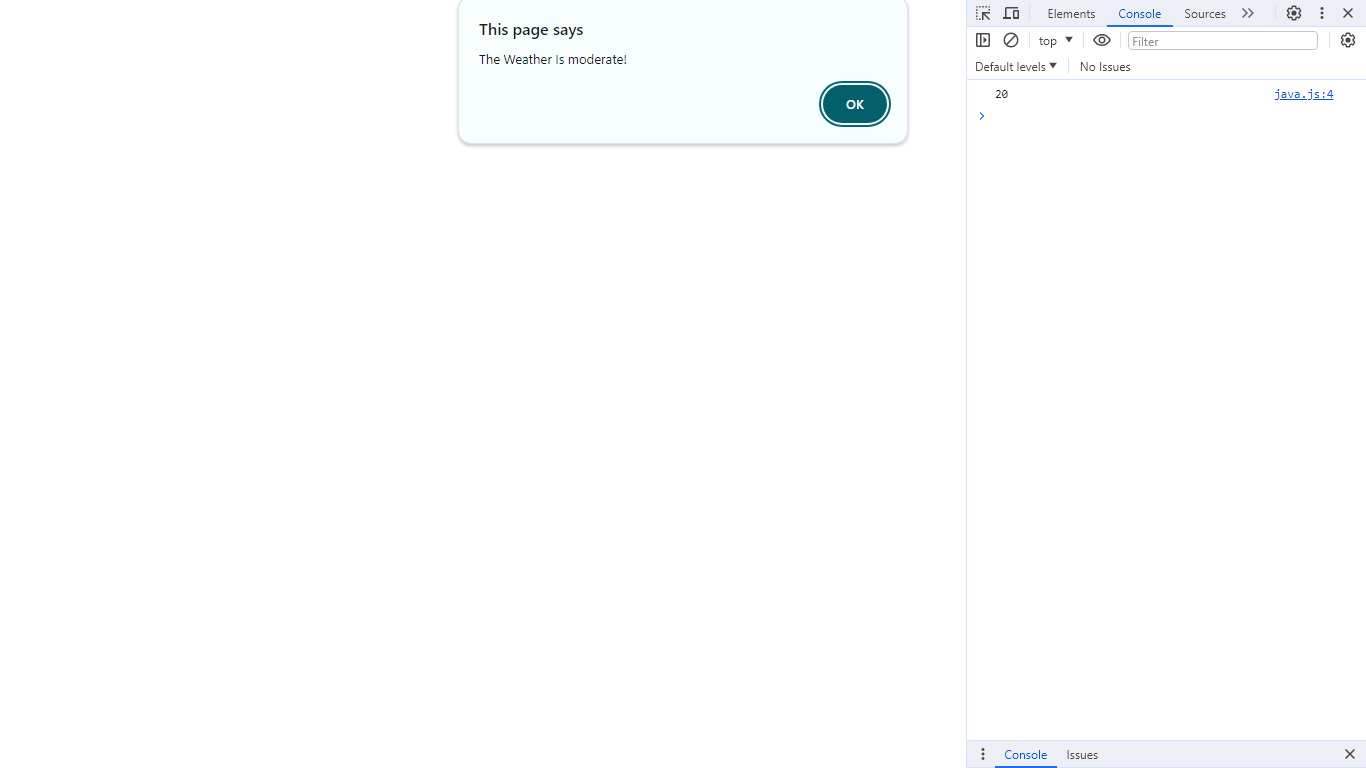 This page says
The Weather Is moderate!
OK
Elements Console Sources
top Filter
Default levels No Issues
20 java.js:4
Console Issues